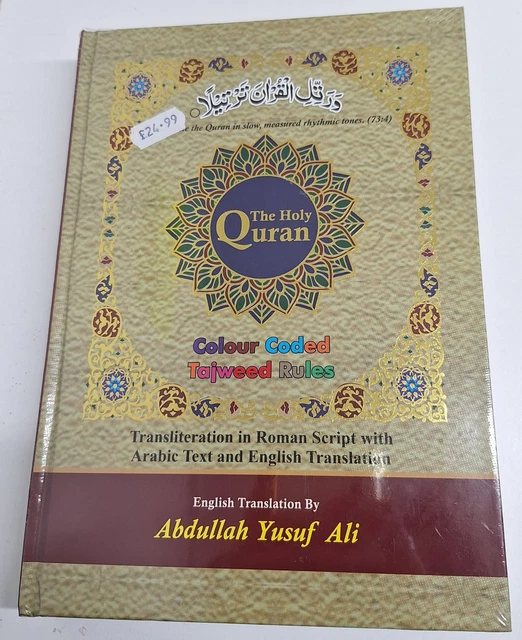 وَرَتِّلِ الْقُرْآنَ تَرْتِيلًا
the Quran in slow, measured rhythmic tones. (73:4)
£24.99
The Holy
Quran
Colour Coded
Tajweed Rules
Transliteration in Roman Script with
Arabic Text and English Translation
English Translation By
Abdullah Yusuf Ali